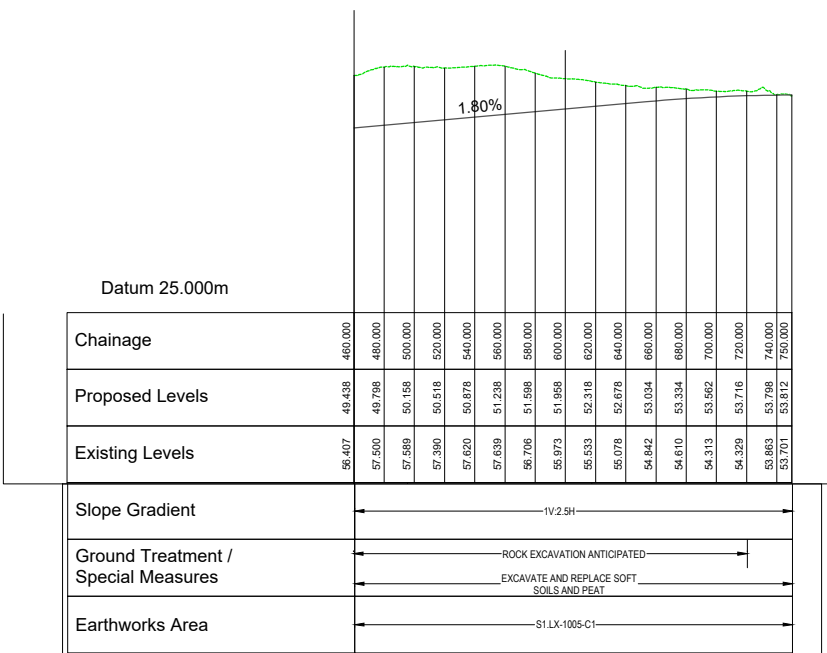 1.80%
Datum 25.000m
Chainage 460.000 480.000 500.000 520.000 540.000 560.000 580.000 600.000 620.000 640.000 660.000 680.000 700.000 720.000 740.000 750.000
Proposed Levels 49.438 49.798 50.158 50.518 50.878 51.238 51.598 51.958 52.318 52.678 53.034 53.334 53.562 53.716 53.798 53.812
Existing Levels 56.407 57.500 57.589 57.390 57.620 57.639 56.706 55.973 55.533 55.078 54.842 54.610 54.313 54.329 53.863 53.701
Slope Gradient 1V:2.5H
Ground Treatment /
Special Measures
ROCK EXCAVATION ANTICIPATED
EXCAVATE AND REPLACE SOFT
SOILS AND PEAT
Earthworks Area S1.LX-1005-C1